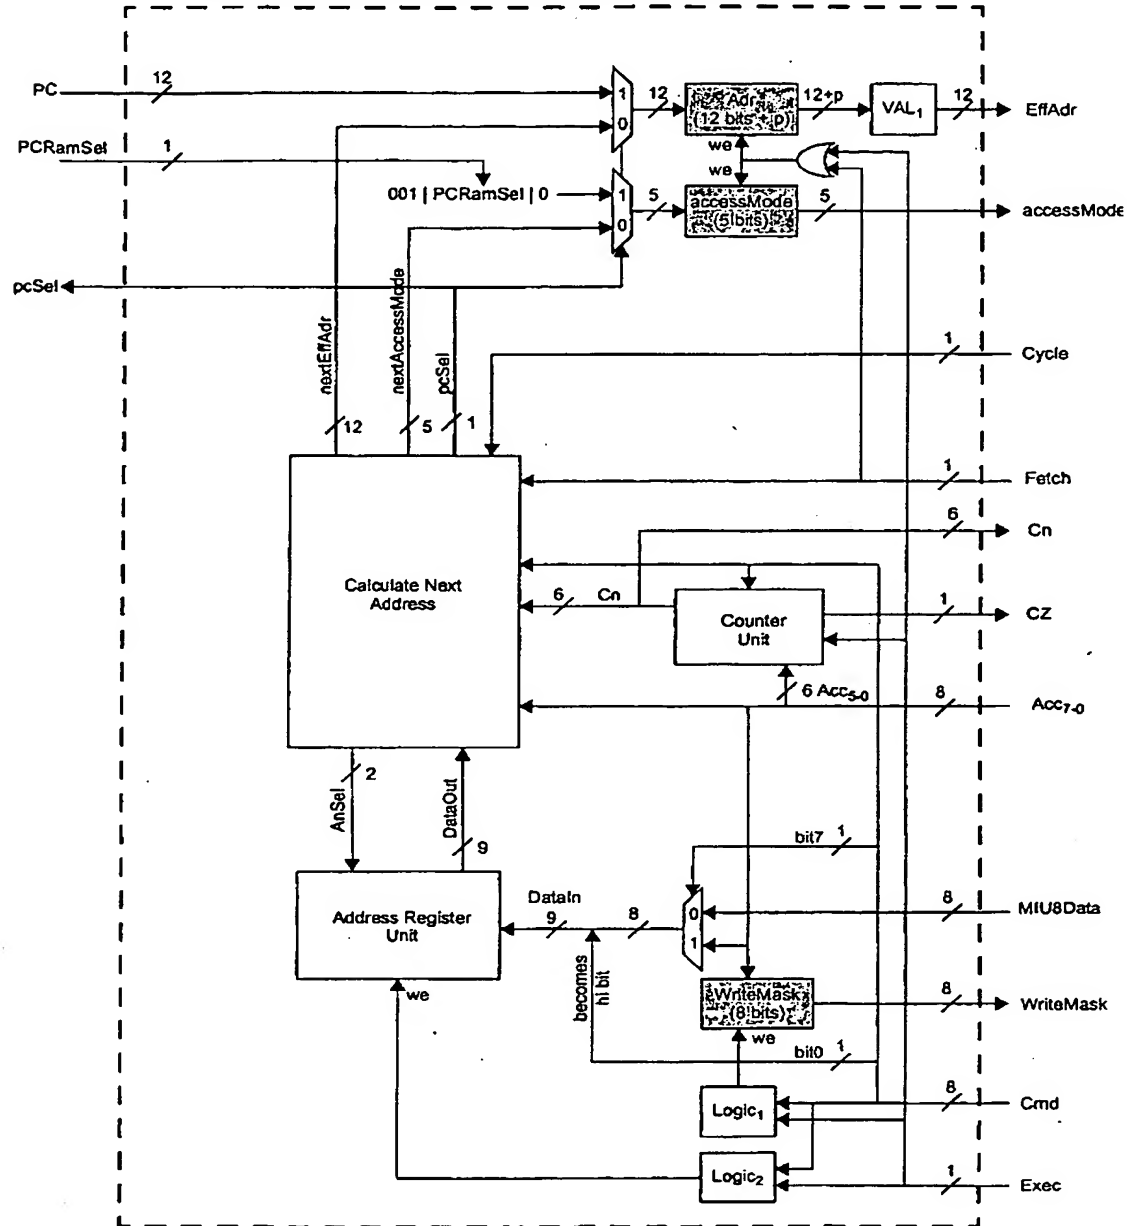 PC
12
1
0
12
Adr
(12 bits + p)
12+p
VAL1
12
EffAdr
PCRamSel
1
we
we
001 | PCRamSel | 0
1
0
5
accessMode
(5 bits)
5
accessMode
pcSel
nextEffAdr
nextAccessMode
pcSel
12
5
1
1
Cycle
1
Fetch
6
Cn
Calculate Next
Address
6
Cn
Counter
Unit
1
CZ
6 Acc5-0
8
Acc7-0
2
AnSel
DataOut
9
bit7
1
Address Register
Unit
DataIn
9
8
0
1
8
MIU8Data
becomes
hi bit
WriteMask
(8 bits)
8
WriteMask
we
we
bit0
1
Logic1
8
Cmd
Logic2
1
Exec